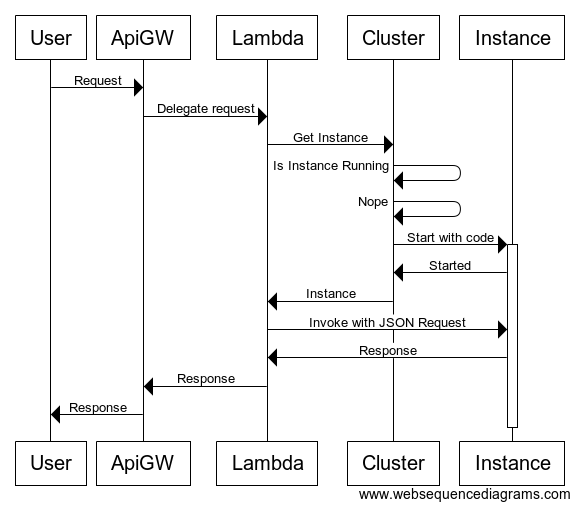 User ApiGW Lambda Cluster Instance
Request
Delegate request
Get Instance
Is Instance Running
Nope
Start with code
Started
Instance
Invoke with JSON Request
Response
Response
Response
User ApiGW Lambda Cluster Instance
www.websequencediagrams.com